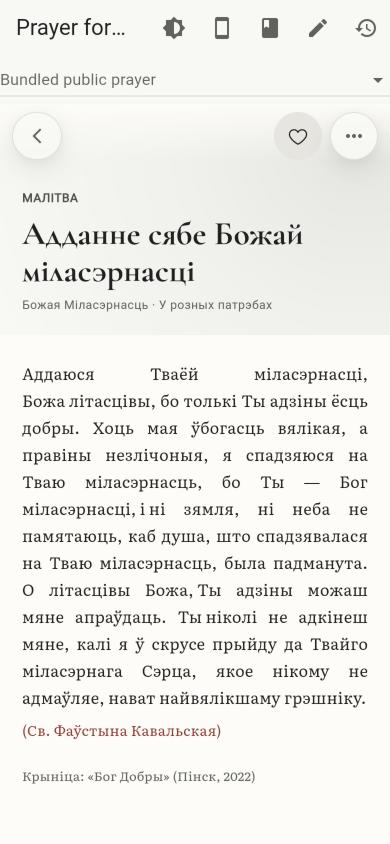 Prayer for...
Bundled public prayer
МАЛІТВА
Адданне сябе Божай
міласэрнасці
Божая Міласэрнасць · У розных патрэбах
Аддаюся Тваёй міласэрнасці,
Божа літасцівы, бо толькі Ты адзіны ёсць
добры. Хоць мая ўбогасць вялікая, а
правіны незлічоныя, я спадзяюся на
Тваю міласэрнасць, бо Ты — Бог
міласэрнасці, і ні зямля, ні неба не
памятаюць, каб душа, што спадзявалася
на Тваю міласэрнасць, была падманута.
О літасцівы Божа, Ты адзіны можаш
мяне апраўдаць. Ты ніколі не адкінеш
мяне, калі я ў скрусе прыйду да Твайго
міласэрнага Сэрца, якое нікому не
адмаўляе, нават найвялікшаму грэшніку.
(Св. Фаўстына Кавальская)
Крыніца: «Бог Добры» (Пінск, 2022)